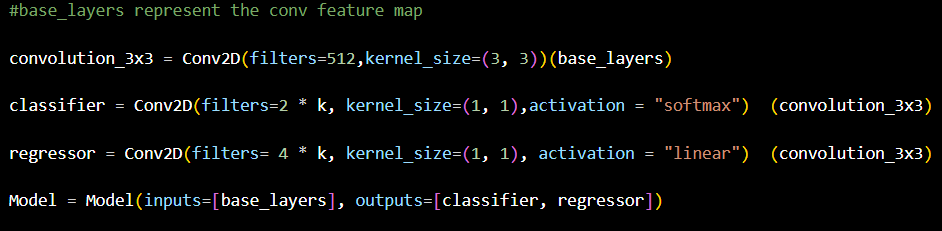 #base_layers represent the conv feature map
convolution_3x3 = Conv2D(filters=512,kernel_size=(3, 3))(base_layers)
classifier = Conv2D(filters=2 * k, kernel_size=(1, 1),activation = "softmax")  (convolution_3x3)
regressor = Conv2D(filters= 4 * k, kernel_size=(1, 1), activation = "linear")  (convolution_3x3)
Model = Model(inputs=[base_layers], outputs=[classifier, regressor])